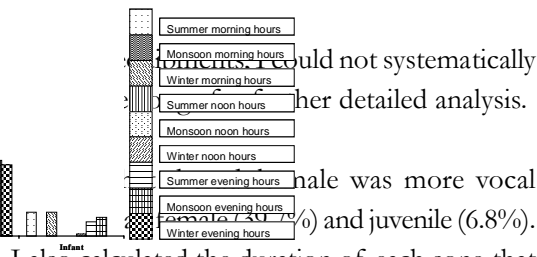 Summer morning hours
Monsoon morning hours
Winter morning hours
Summer noon hours
Monsoon noon hours
Winter noon hours
Summer evening hours
Monsoon evening hours
Winter evening hours
Infant
could not systematically
detailed analysis.
male was more vocal
female (39.7%) and juvenile (6.8%).
I also calculated the duration of each song that